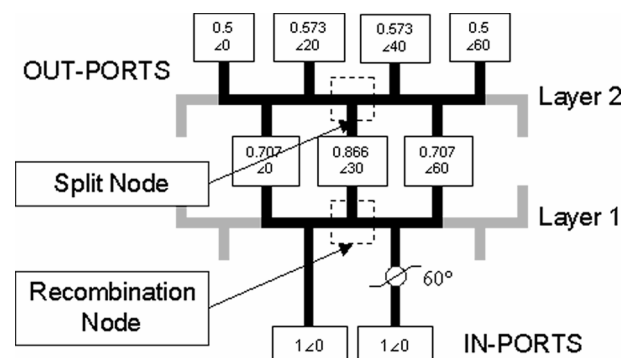 0.5 0.573 0.573 0.5
∠0 ∠20 ∠40 ∠60
OUT-PORTS
Layer 2
0.707 0.866 0.707
∠0 ∠30 ∠60
Split Node
Layer 1
Recombination
Node
60°
1∠0 1∠0
IN-PORTS